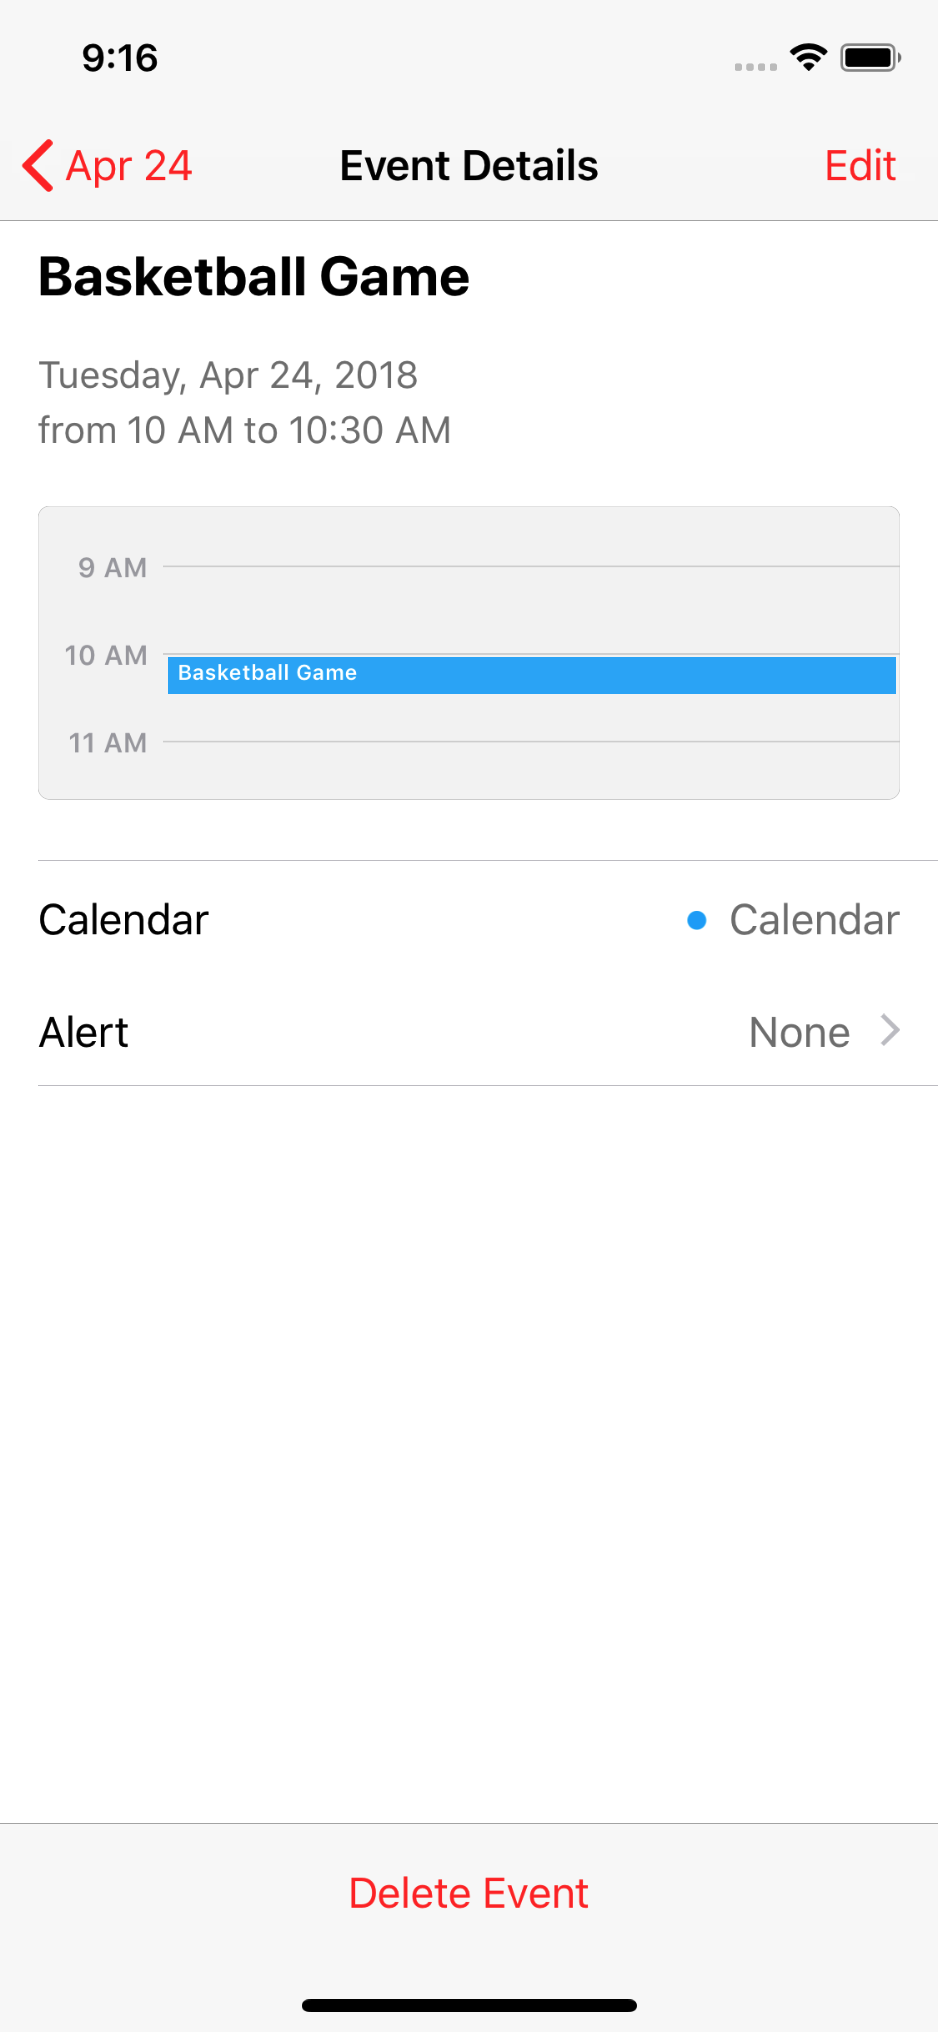 9:16
Apr 24 Event Details Edit
Basketball Game
Tuesday, Apr 24, 2018
from 10 AM to 10:30 AM
9 AM
10 AM
Basketball Game
11 AM
Calendar Calendar
Alert None
Delete Event